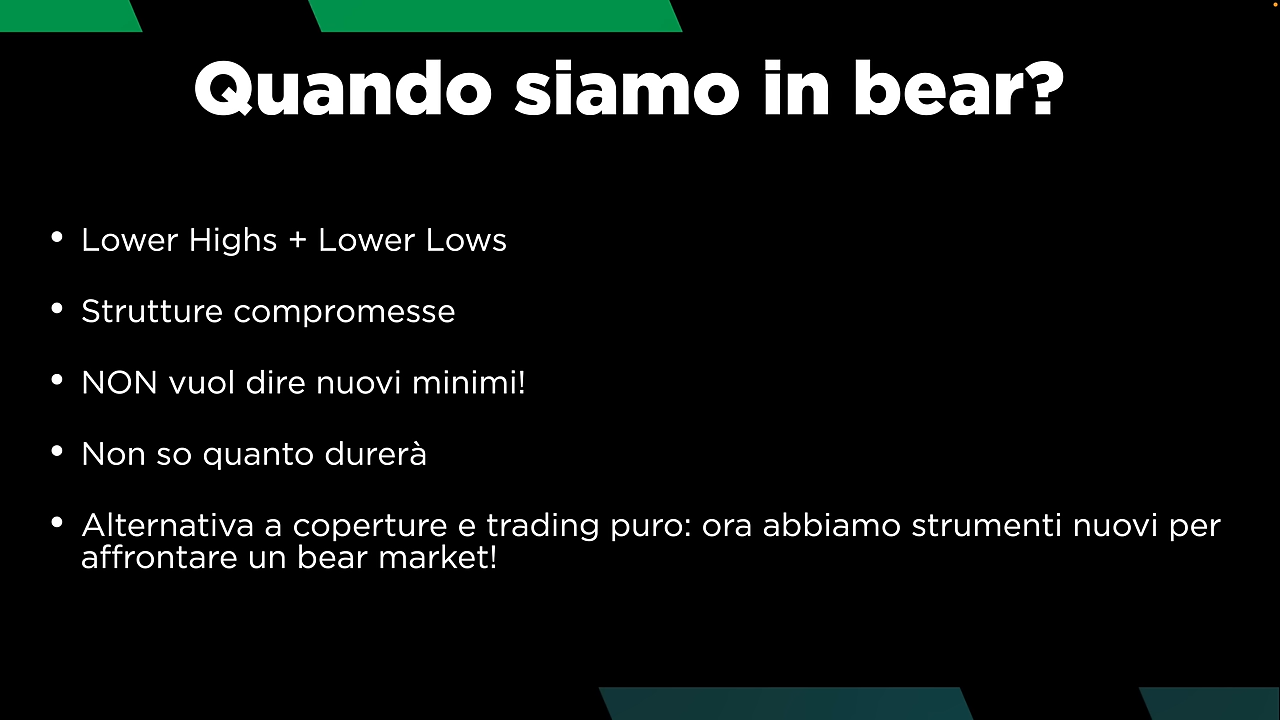 Quando siamo in bear?
• Lower Highs + Lower Lows
• Strutture compromesse
• NON vuol dire nuovi minimi!
• Non so quanto durerà
• Alternativa a coperture e trading puro: ora abbiamo strumenti nuovi per
affrontare un bear market!